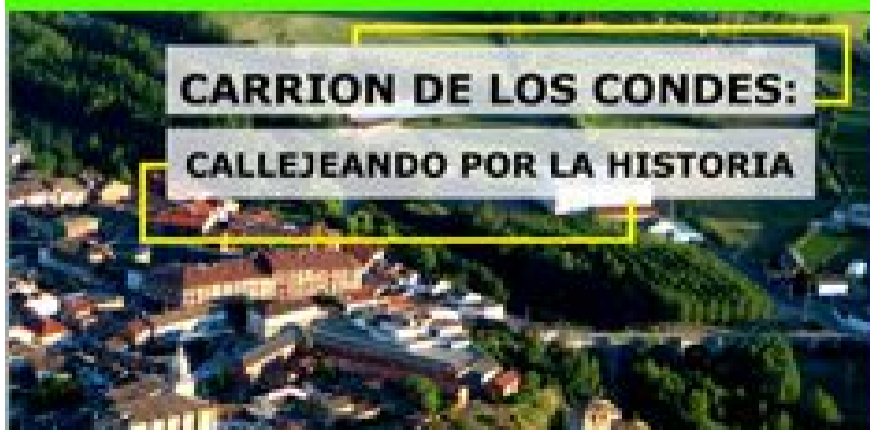 CARRION DE LOS CONDES:
CALLEJEANDO POR LA HISTORIA